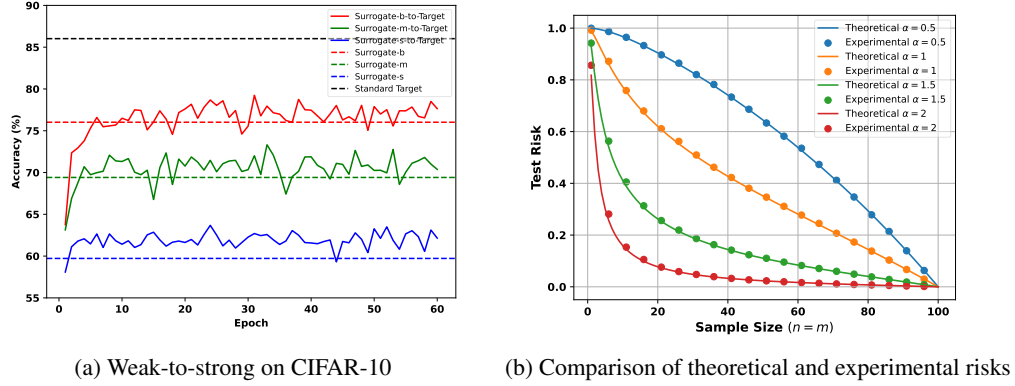 90
85
80
75
70
65
60
55
0
10
20
30
40
50
60
Accuracy (%)
Epoch
Surrogate-b-to-Target
Surrogate-m-to-Target
Surrogate-s-to-Target
Surrogate-b
Surrogate-m
Surrogate-s
Standard Target
(a) Weak-to-strong on CIFAR-10
1.0
0.8
0.6
0.4
0.2
0.0
0
20
40
60
80
100
Test Risk
Sample Size (n = m)
Theoretical α = 0.5
Experimental α = 0.5
Theoretical α = 1
Experimental α = 1
Theoretical α = 1.5
Experimental α = 1.5
Theoretical α = 2
Experimental α = 2
(b) Comparison of theoretical and experimental risks